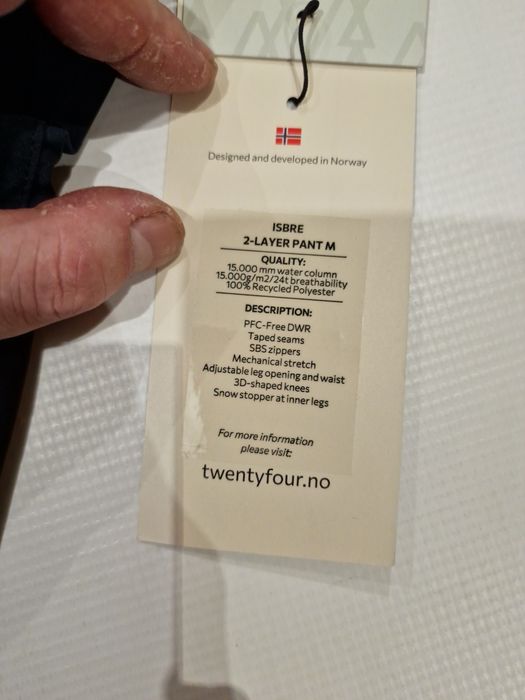 Designed and developed in Norway
ISBRE
2-LAYER PANT M
QUALITY:
15.000 mm water column
15.000g/m2/24t breathability
100% Recycled Polyester
DESCRIPTION:
PFC-Free DWR
Taped seams
SBS zippers
Mechanical stretch
Adjustable leg opening and waist
3D-shaped knees
Snow stopper at inner legs
For more information
please visit:
twentyfour.no